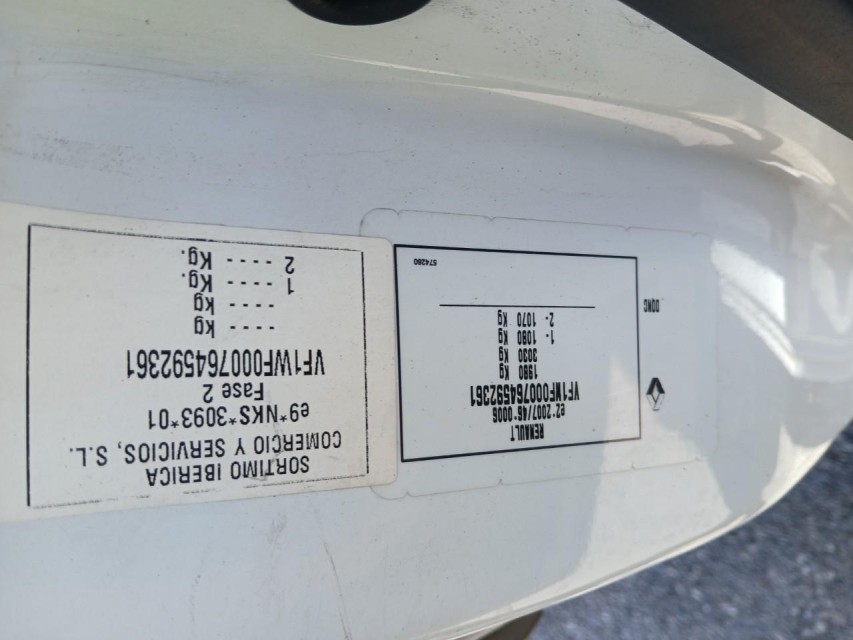 RENAULT
e2*2007/46*0006
VF1WF000764592361
1980 Kg
3030 Kg
1- 1080 Kg
2- 1070 Kg
574280
SORTIMO IBERICA
COMERCIO Y SERVICIOS, S.L.
e9*NKS*3093*01
Fase 2
VF1WF000764592361
---- Kg
---- Kg
1 ---- Kg.
2 ---- Kg.